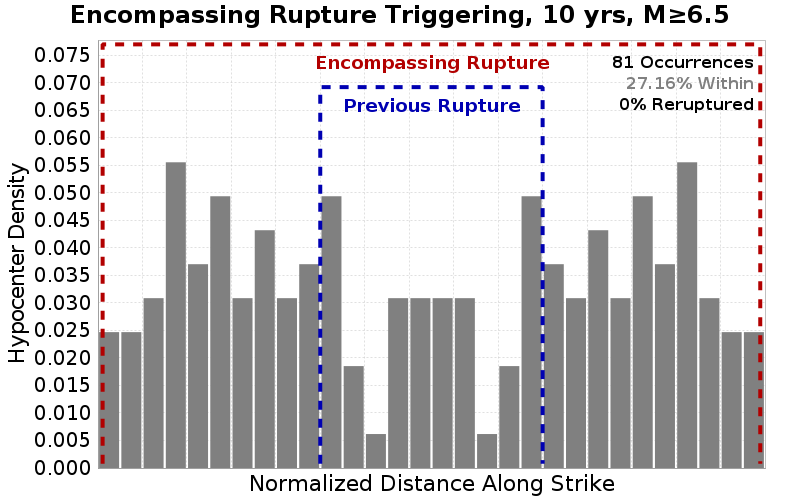 Encompassing Rupture Triggering, 10 yrs, M≥6.5
Encompassing Rupture
Previous Rupture
81 Occurrences
27.16% Within
0% Reruptured
Hypocenter Density
0.075
0.070
0.065
0.060
0.055
0.050
0.045
0.040
0.035
0.030
0.025
0.020
0.015
0.010
0.005
0.000
Normalized Distance Along Strike